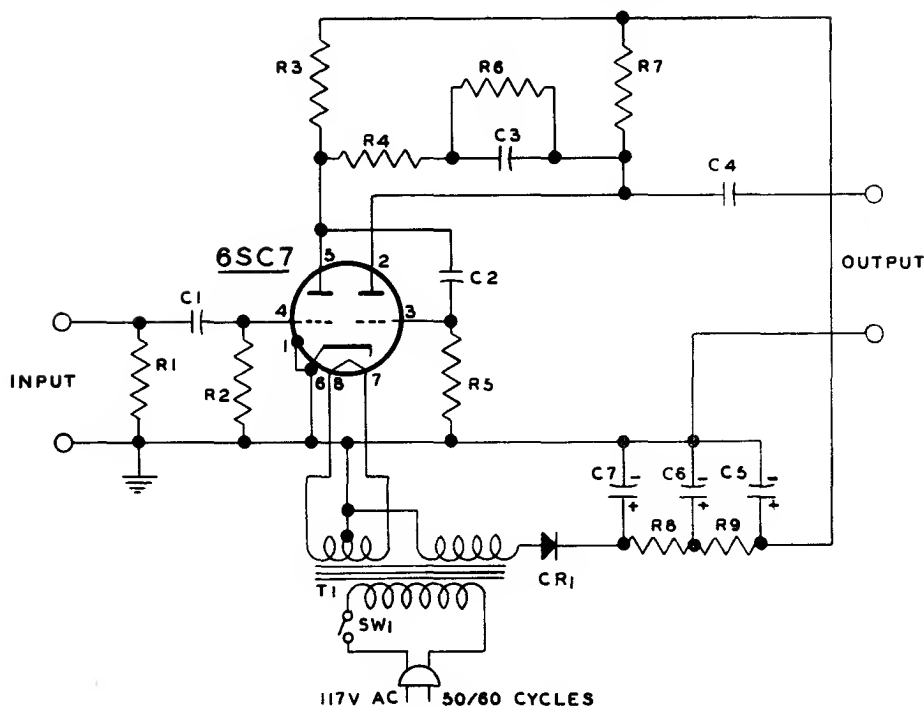 R3
R6
R7
R4
C3
C4
6SC7
5
2
C2
OUTPUT
C1
4
3
1
R1
R2
6
8
7
R5
INPUT
C7
-
+
C6
-
+
C5
-
+
R8
R9
T1
CR1
SW1
117V AC 50/60 CYCLES